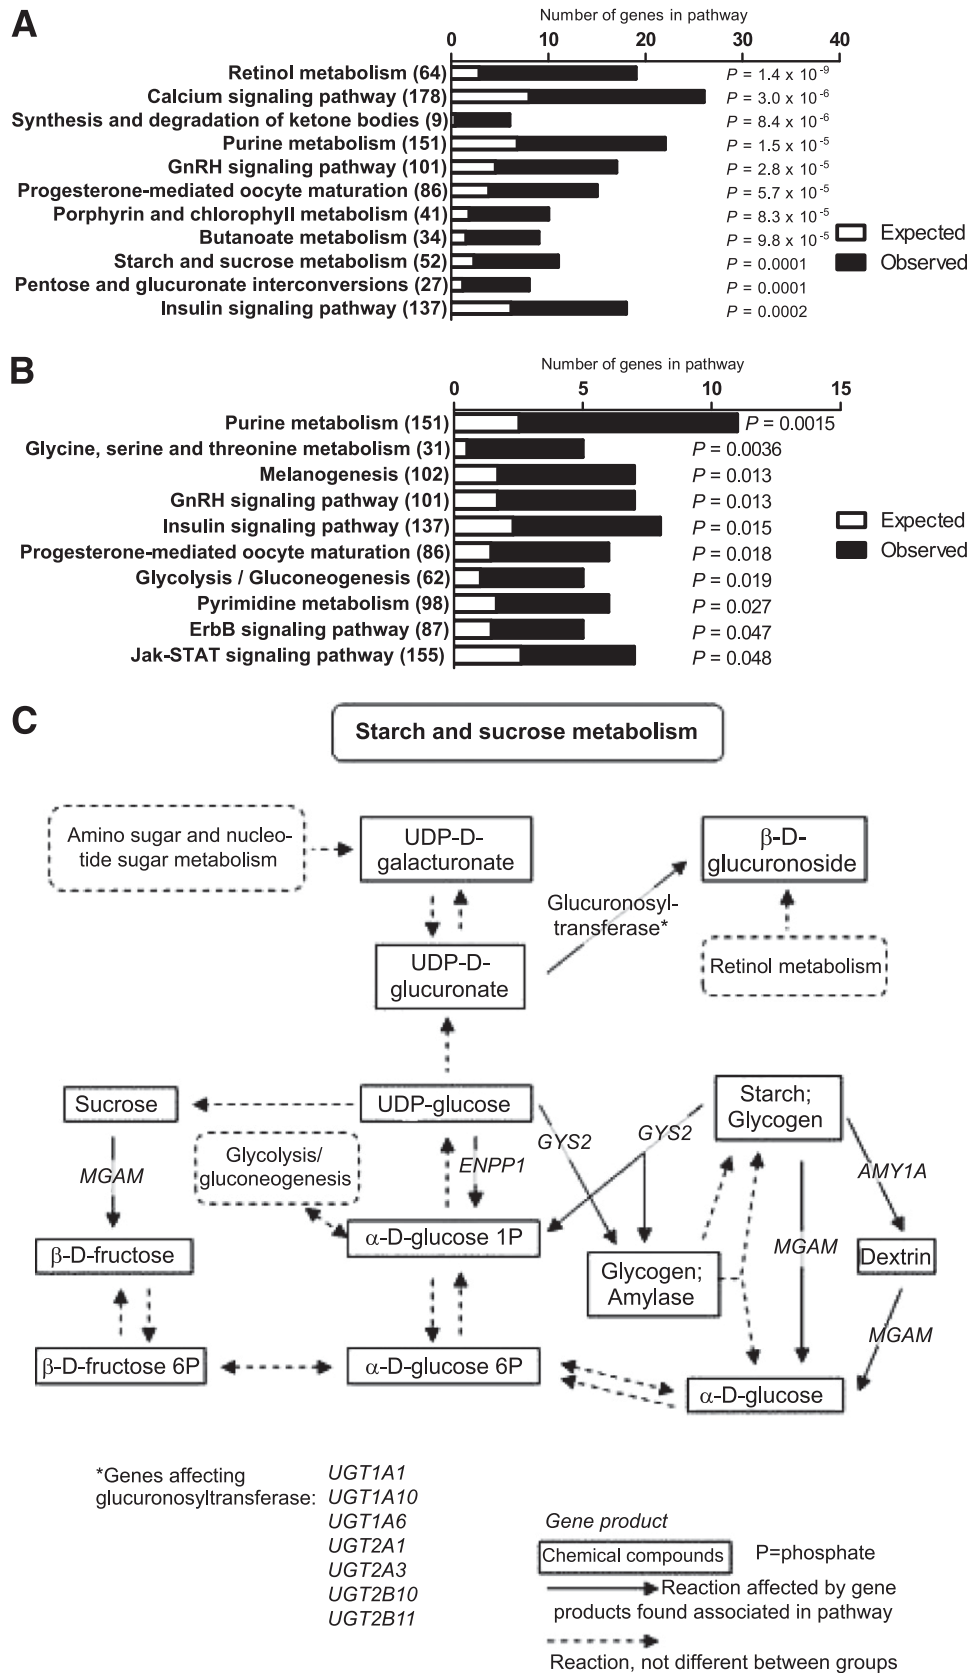 A
Number of genes in pathway
0 10 20 30 40
Retinol metabolism (64) P = 1.4 x 10-9
Calcium signaling pathway (178) P = 3.0 x 10-6
Synthesis and degradation of ketone bodies (9) P = 8.4 x 10-6
Purine metabolism (151) P = 1.5 x 10-5
GnRH signaling pathway (101) P = 2.8 x 10-5
Progesterone-mediated oocyte maturation (86) P = 5.7 x 10-5
Porphyrin and chlorophyll metabolism (41) P = 8.3 x 10-5
Butanoate metabolism (34) P = 9.8 x 10-5
Starch and sucrose metabolism (52) P = 0.0001
Pentose and glucuronate interconversions (27) P = 0.0001
Insulin signaling pathway (137) P = 0.0002
Expected
Observed
B
Number of genes in pathway
0 5 10 15
Purine metabolism (151) P = 0.0015
Glycine, serine and threonine metabolism (31) P = 0.0036
Melanogenesis (102) P = 0.013
GnRH signaling pathway (101) P = 0.013
Insulin signaling pathway (137) P = 0.015
Progesterone-mediated oocyte maturation (86) P = 0.018
Glycolysis / Gluconeogenesis (62) P = 0.019
Pyrimidine metabolism (98) P = 0.027
ErbB signaling pathway (87) P = 0.047
Jak-STAT signaling pathway (155) P = 0.048
Expected
Observed
C
Starch and sucrose metabolism
Amino sugar and nucleo-
tide sugar metabolism
UDP-D-
galacturonate
β-D-
glucuronoside
Glucuronosyl-
transferase*
UDP-D-
glucuronate
Retinol metabolism
Sucrose
UDP-glucose
Starch;
Glycogen
MGAM
Glycolysis/
gluconeogenesis
ENPP1
GYS2
GYS2
AMY1A
β-D-fructose
α-D-glucose 1P
Glycogen;
Amylase
MGAM
Dextrin
MGAM
β-D-fructose 6P
α-D-glucose 6P
α-D-glucose
*Genes affecting
glucuronosyltransferase:
UGT1A1
UGT1A10
UGT1A6
UGT2A1
UGT2A3
UGT2B10
UGT2B11
Gene product
Chemical compounds P=phosphate
Reaction affected by gene
products found associated in pathway
Reaction, not different between groups